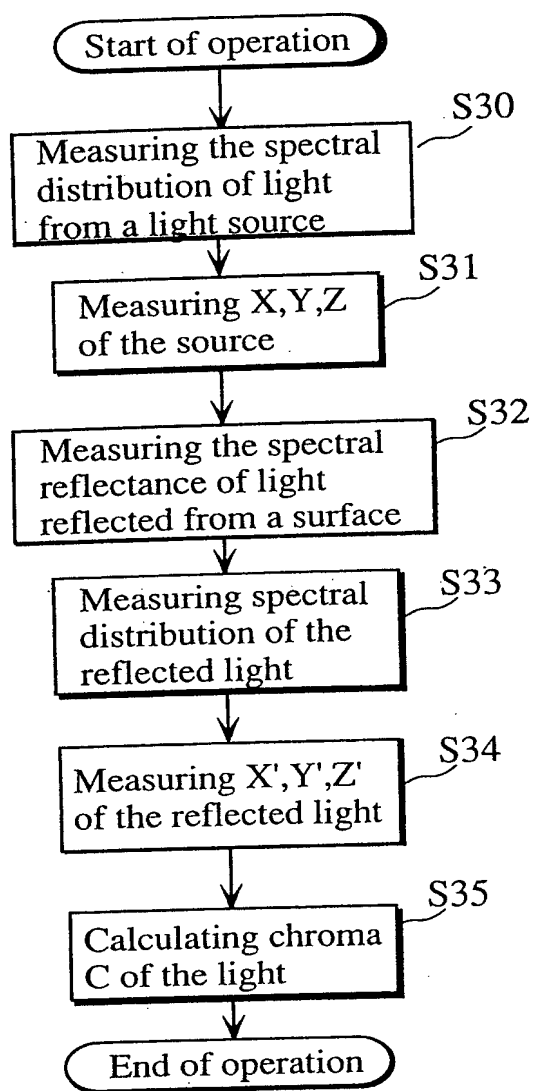 Start of operation
S30
Measuring the spectral
distribution of light
from a light source
S31
Measuring X,Y,Z
of the source
S32
Measuring the spectral
reflectance of light
reflected from a surface
S33
Measuring spectral
distribution of the
reflected light
S34
Measuring X',Y',Z'
of the reflected light
S35
Calculating chroma
C of the light
End of operation